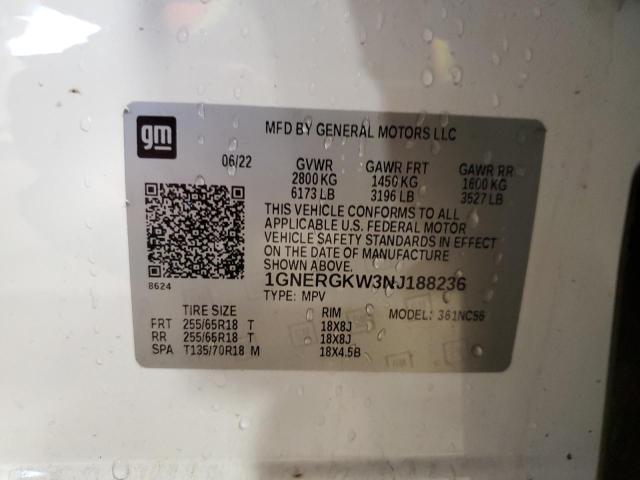 gm
MFD BY GENERAL MOTORS LLC
06/22 GVWR GAWR FRT GAWR RR
2800 KG 1450 KG 1600 KG
6173 LB 3196 LB 3527 LB
THIS VEHICLE CONFORMS TO ALL
APPLICABLE U.S. FEDERAL MOTOR
VEHICLE SAFETY STANDARDS IN EFFECT
ON THE DATE OF MANUFACTURE
SHOWN ABOVE.
8624
1GNERGKW3NJ188236
TYPE: MPV
TIRE SIZE RIM MODEL: 361NC56
FRT 255/65R18 T 18X8J
RR 255/65R18 T 18X8J
SPA T135/70R18 M 18X4.5B